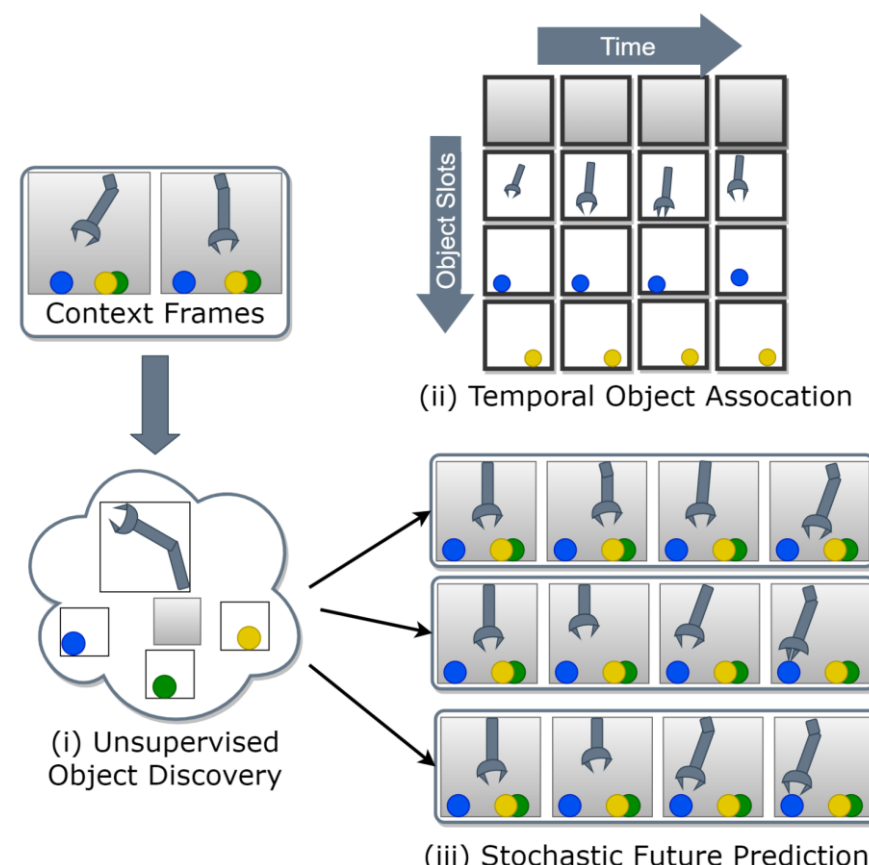 Time
Object Slots
Context Frames
(ii) Temporal Object Assocation
(i) Unsupervised
Object Discovery
(iii) Stochastic Future Prediction